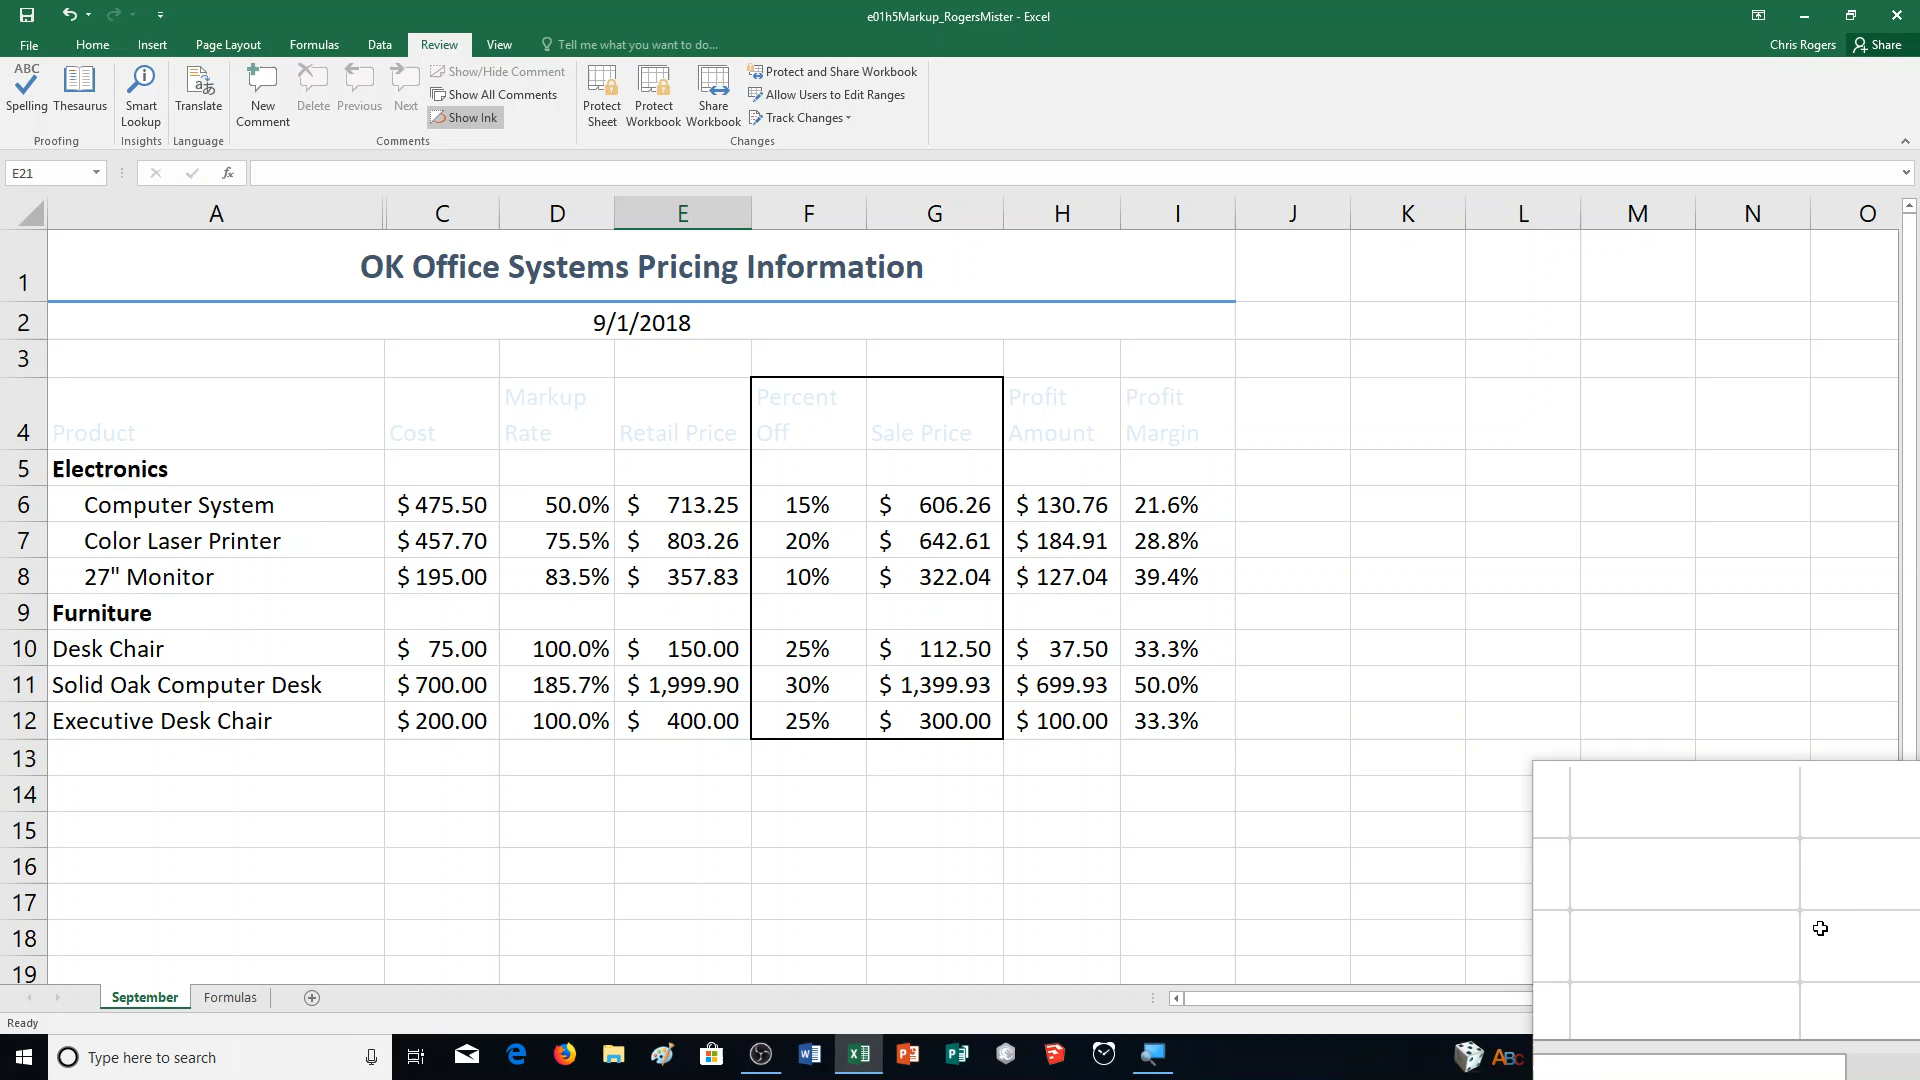 e01h5Markup_RogersMister - Excel
File Home Insert Page Layout Formulas Data Review View Tell me what you want to do... Chris Rogers Share
ABC
Spelling Thesaurus Smart Lookup Translate New Comment Delete Previous Next Show/Hide Comment Show All Comments Show Ink Protect Sheet Protect Workbook Share Workbook Protect and Share Workbook Allow Users to Edit Ranges Track Changes
Proofing Insights Language Comments Changes
E21 fx
A C D E F G H I J K L M N O
1 OK Office Systems Pricing Information
2 9/1/2018
3
4 Product Cost Markup Rate Retail Price Percent Off Sale Price Profit Amount Profit Margin
5 Electronics
6 Computer System $ 475.50 50.0% $ 713.25 15% $ 606.26 $ 130.76 21.6%
7 Color Laser Printer $ 457.70 75.5% $ 803.26 20% $ 642.61 $ 184.91 28.8%
8 27" Monitor $ 195.00 83.5% $ 357.83 10% $ 322.04 $ 127.04 39.4%
9 Furniture
10 Desk Chair $ 75.00 100.0% $ 150.00 25% $ 112.50 $ 37.50 33.3%
11 Solid Oak Computer Desk $ 700.00 185.7% $ 1,999.90 30% $ 1,399.93 $ 699.93 50.0%
12 Executive Desk Chair $ 200.00 100.0% $ 400.00 25% $ 300.00 $ 100.00 33.3%
13
14
15
16
17
18
19
September Formulas
Ready
Type here to search
ABC